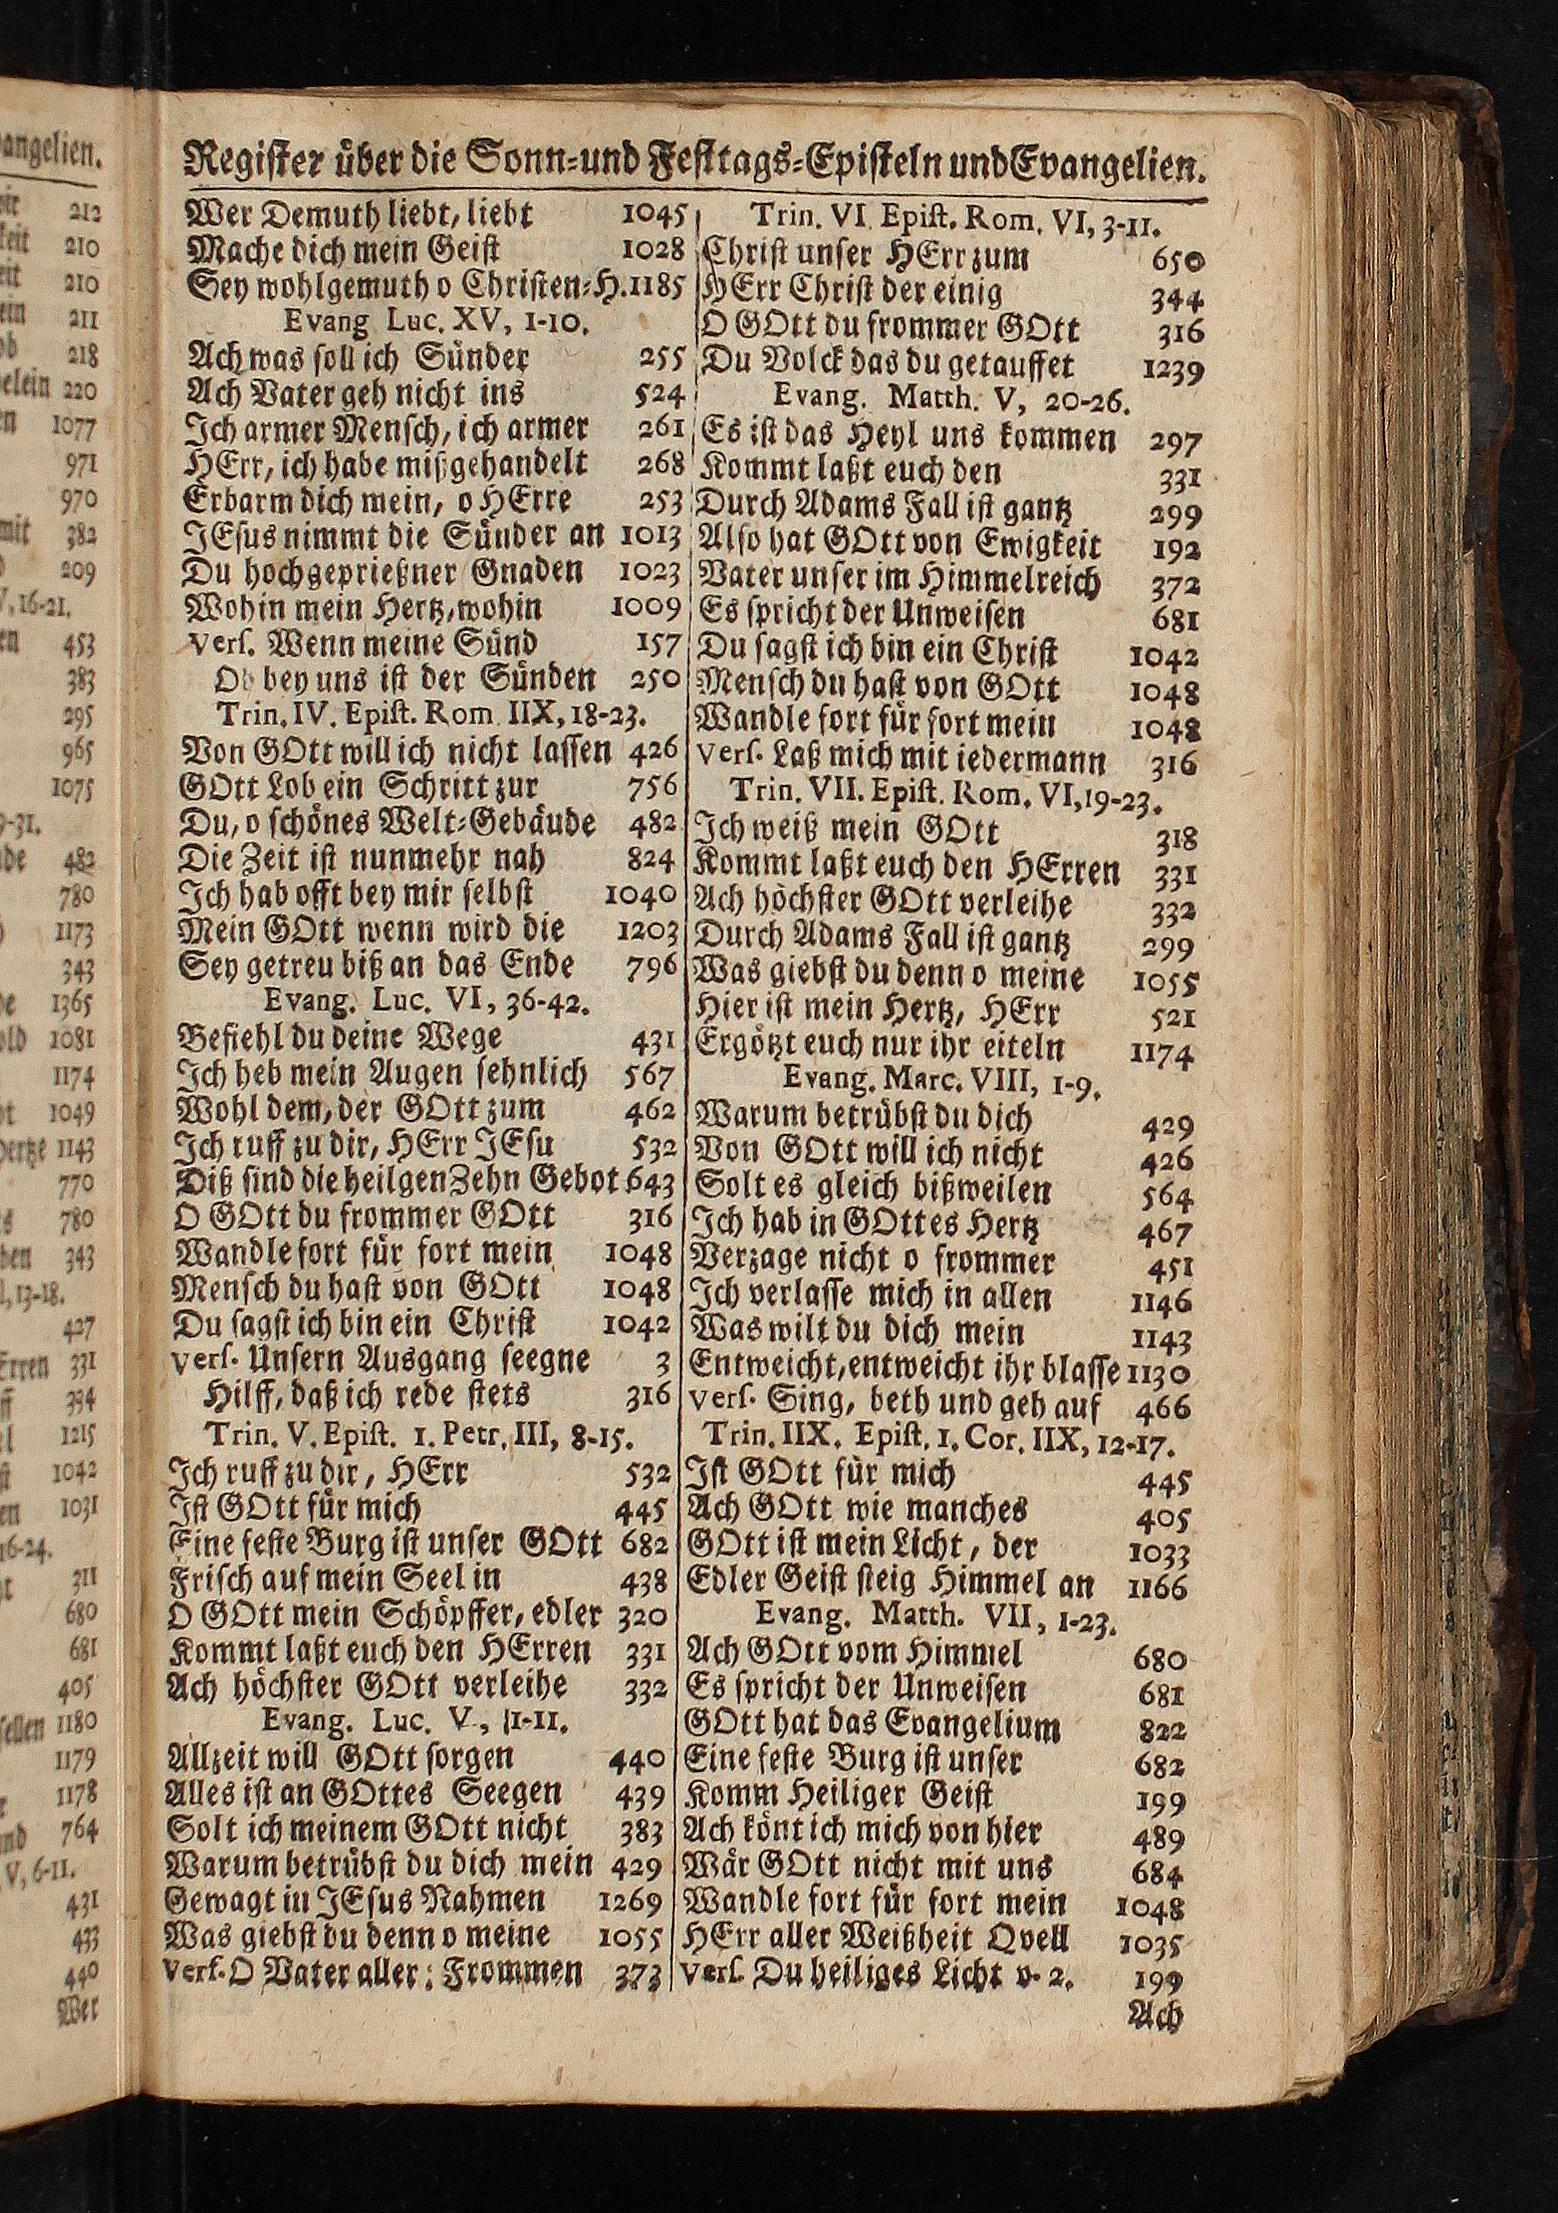 Register über die Sonn-und Festtags-Episteln und Evangelien.
Wer Demuth liebt, liebt 1045
Mache dich mein Geist 1028
Sey wohlgemuth o Christen-H. 1185
Evang Luc. XV, 1-10.
Ach was soll ich Sünder 255
Ach Vater geh nicht ins 524
Ich armer Mensch, ich armer 261
HErr, ich habe mißgehandelt 268
Erbarm dich mein, o HErre 253
JEsus nimmt die Sünder an 1013
Du hochgeprießner Gnaden 1023
Wohin mein Hertz, wohin 1009
Vers. Wenn meine Sünd 157
Ob bey uns ist der Sünden 250
Trin. IV. Epist. Rom IIX, 18-23.
Von GOtt will ich nicht lassen 426
GOtt Lob ein Schritt zur 756
Du, o schönes Welt-Gebäude 482
Die Zeit ist nunmehr nah 824
Ich hab offt bey mir selbst 1040
Mein GOtt wenn wird die 1203
Sey getreu biß an das Ende 796
Evang. Luc. VI, 36-42.
Befiehl du deine Wege 431
Ich heb mein Augen sehnlich 567
Wohl dem, der GOtt zum 462
Ich ruff zu dir, HErr JEsu 532
Diß sind die heilgen Zehn Gebot 643
O GOtt du frommer GOtt 316
Wandle fort für fort mein 1048
Mensch du hast von GOtt 1048
Du sagst ich bin ein Christ 1042
Vers. Unsern Ausgang seegne 3
Hilff, daß ich rede stets 316
Trin. V. Epist. 1. Petr. III, 8-15.
Ich ruff zu dir, HErr 532
Ist GOtt für mich 445
Eine feste Burg ist unser GOtt 682
Frisch auf mein Seel in 438
O GOtt mein Schöpffer, edler 320
Kommt laßt euch den HErren 331
Ach höchster GOtt verleihe 332
Evang. Luc. V., 1-11.
Allzeit will GOtt sorgen 440
Alles ist an GOttes Seegen 439
Solt ich meinem GOtt nicht 383
Warum betrübst du dich mein 429
Gewagt in JEsus Nahmen 1269
Was giebst du denn o meine 1055
Vers. O Vater aller: Frommen 373
Trin. VI. Epist. Rom. VI, 3-11.
Christ unser HErr zum 650
HErr Christ der einig 344
O GOtt du frommer GOtt 316
Du Volck das du getauffet 1239
Evang. Matth. V, 20-26.
Es ist das Heyl uns kommen 297
Kommt laßt euch den 331
Durch Adams Fall ist gantz 299
Also hat GOtt von Ewigkeit 192
Vater unser im Himmelreich 372
Es spricht der Unweisen 681
Du sagst ich bin ein Christ 1042
Mensch du hast von GOtt 1048
Wandle fort für fort mein 1048
Vers. Laß mich mit iedermann 316
Trin. VII. Epist. Rom. VI, 19-23.
Ich weiß mein GOtt 318
Kommt laßt euch den HErren 331
Ach höchster GOtt verleihe 332
Durch Adams Fall ist gantz 299
Was giebst du denn o meine 1055
Hier ist mein Hertz, HErr 521
Ergötzt euch nur ihr eiteln 1174
Evang. Marc. VIII, 1-9.
Warum betrübst du dich 429
Von GOtt will ich nicht 426
Solt es gleich bißweilen 564
Ich hab in GOttes Hertz 467
Verzage nicht o frommer 451
Ich verlasse mich in allen 1146
Was wilt du dich mein 1143
Entweicht, entweicht ihr blasse 1130
Vers. Sing, beth und geh auf 466
Trin. IIX. Epist. 1. Cor. IIX, 12-17.
Ist GOtt für mich 445
Ach GOtt wie manches 405
GOtt ist mein Licht, der 1033
Edler Geist steig Himmel an 1166
Evang. Matth. VII, 1-23.
Ach GOtt vom Himmel 680
Es spricht der Unweisen 681
GOtt hat das Evangelium 822
Eine feste Burg ist unser 682
Komm Heiliger Geist 199
Ach könt ich mich von hier 489
Wär GOtt nicht mit uns 684
Wandle fort für fort mein 1048
HErr aller Weißheit Qvell 1035
Vers. Du heiliges Licht v. 2. 199
Ach